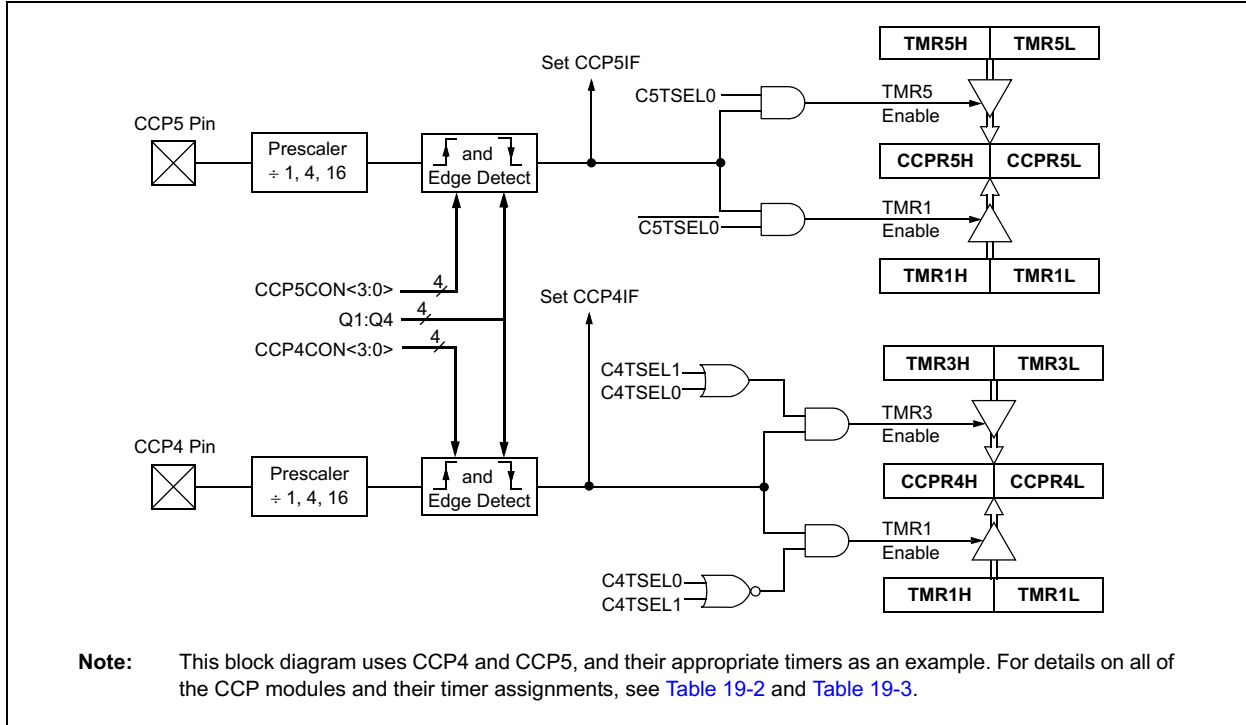 TMR5H TMR5L
Set CCP5IF
C5TSEL0
TMR5
Enable
CCP5 Pin
Prescaler
÷ 1, 4, 16
and
Edge Detect
CCPR5H CCPR5L
C5TSEL0
TMR1
Enable
TMR1H TMR1L
CCP5CON<3:0> 4
Q1:Q4 4
CCP4CON<3:0> 4
Set CCP4IF
TMR3H TMR3L
C4TSEL1
C4TSEL0
TMR3
Enable
CCP4 Pin
Prescaler
÷ 1, 4, 16
and
Edge Detect
CCPR4H CCPR4L
TMR1
Enable
C4TSEL0
C4TSEL1
TMR1H TMR1L
Note: This block diagram uses CCP4 and CCP5, and their appropriate timers as an example. For details on all of
the CCP modules and their timer assignments, see Table 19-2 and Table 19-3.